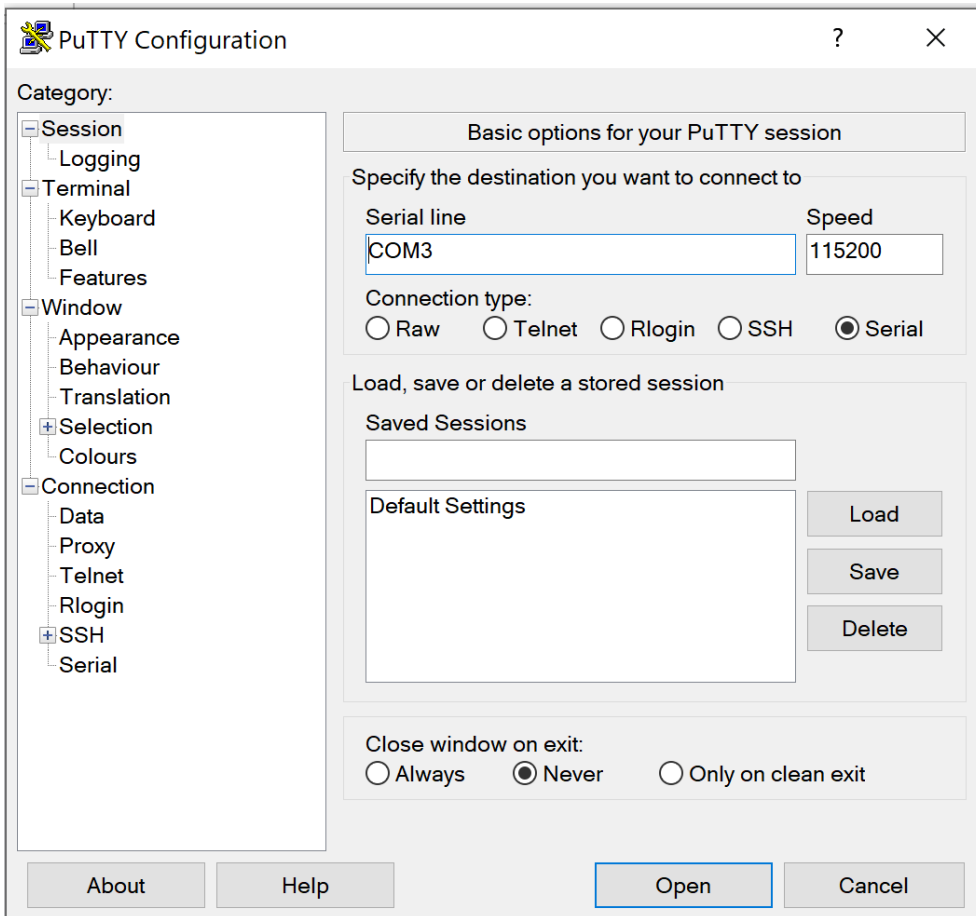 PuTTY Configuration
?
Category:
Session
Logging
Terminal
Keyboard
Bell
Features
Window
Appearance
Behaviour
Translation
Selection
Colours
Connection
Data
Proxy
Telnet
Rlogin
SSH
Serial
Basic options for your PuTTY session
Specify the destination you want to connect to
Serial line Speed
COM3 115200
Connection type:
Raw Telnet Rlogin SSH Serial
Load, save or delete a stored session
Saved Sessions
Default Settings
Load
Save
Delete
Close window on exit:
Always Never Only on clean exit
About Help Open Cancel